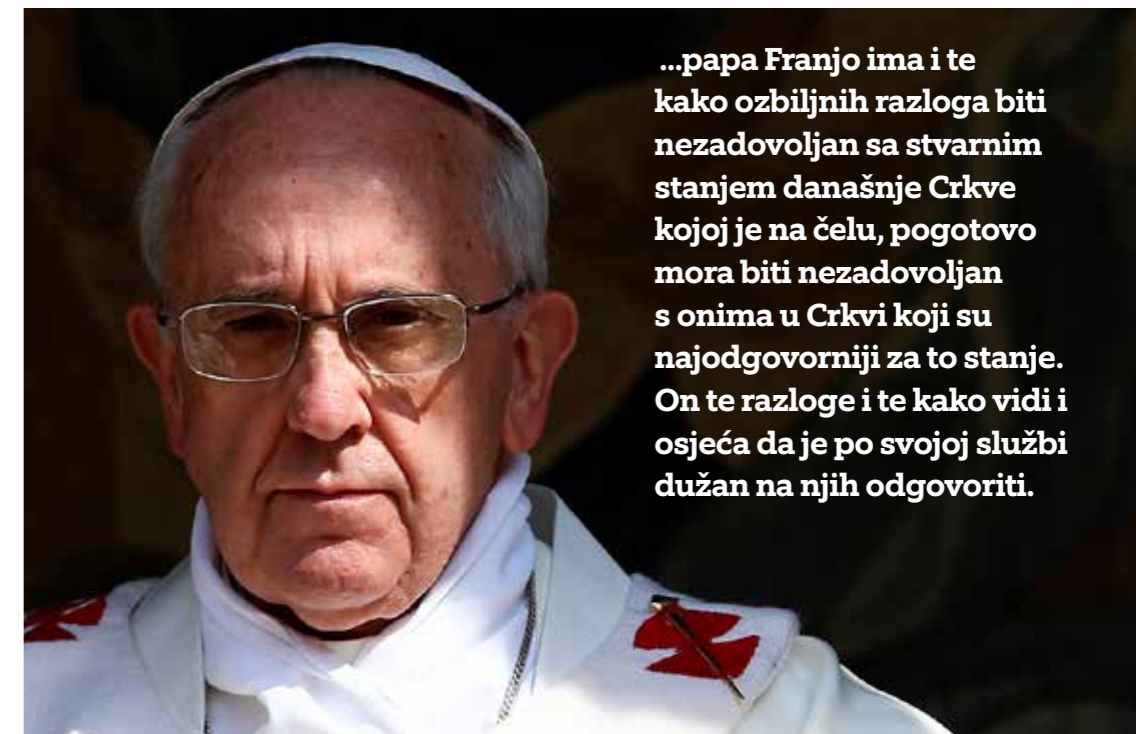 ...papa Franjo ima i te
kako ozbiljnih razloga biti
nezadovoljan sa stvarnim
stanjem današnje Crkve
kojoj je na čelu, pogotovo
mora biti nezadovoljan
s onima u Crkvi koji su
najodgovorniji za to stanje.
On te razloge i te kako vidi i
osjeća da je po svojoj službi
dužan na njih odgovoriti.